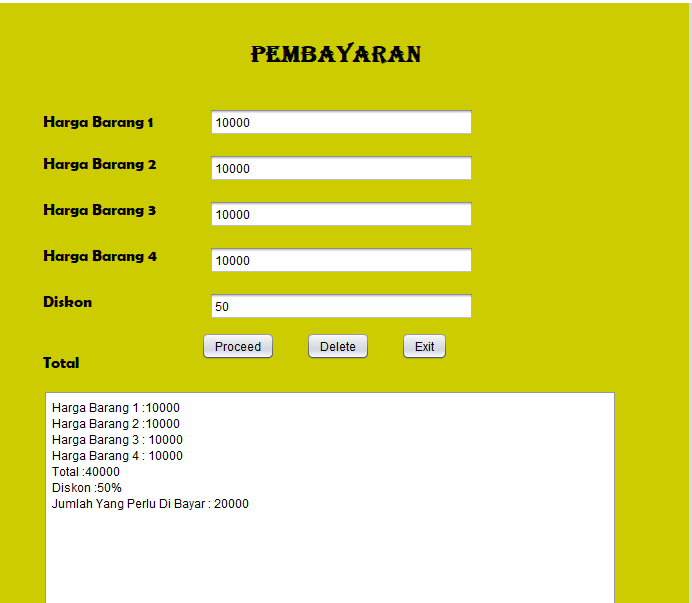 PEMBAYARAN
Harga Barang 1 10000
Harga Barang 2 10000
Harga Barang 3 10000
Harga Barang 4 10000
Diskon 50
Proceed Delete Exit
Total
Harga Barang 1 :10000
Harga Barang 2 :10000
Harga Barang 3 : 10000
Harga Barang 4 : 10000
Total :40000
Diskon :50%
Jumlah Yang Perlu Di Bayar : 20000